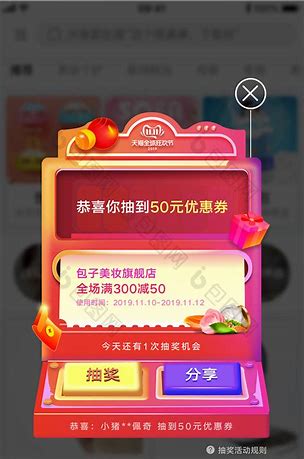 天猫全球狂欢节
2019
恭喜你抽到50元优惠券
包子美妆旗舰店
全场满300减50
使用时间：2019.11.10-2019.11.12
今天还有1次抽奖机会
抽奖
分享
恭喜：小猪**佩奇 抽到50元优惠券
? 抽奖活动规则